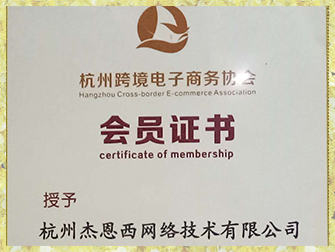 杭州跨境电子商务协会
Hangzhou Cross-border E-commerce Association
会员证书
certificate of membership
授予
杭州杰恩西网络技术有限公司